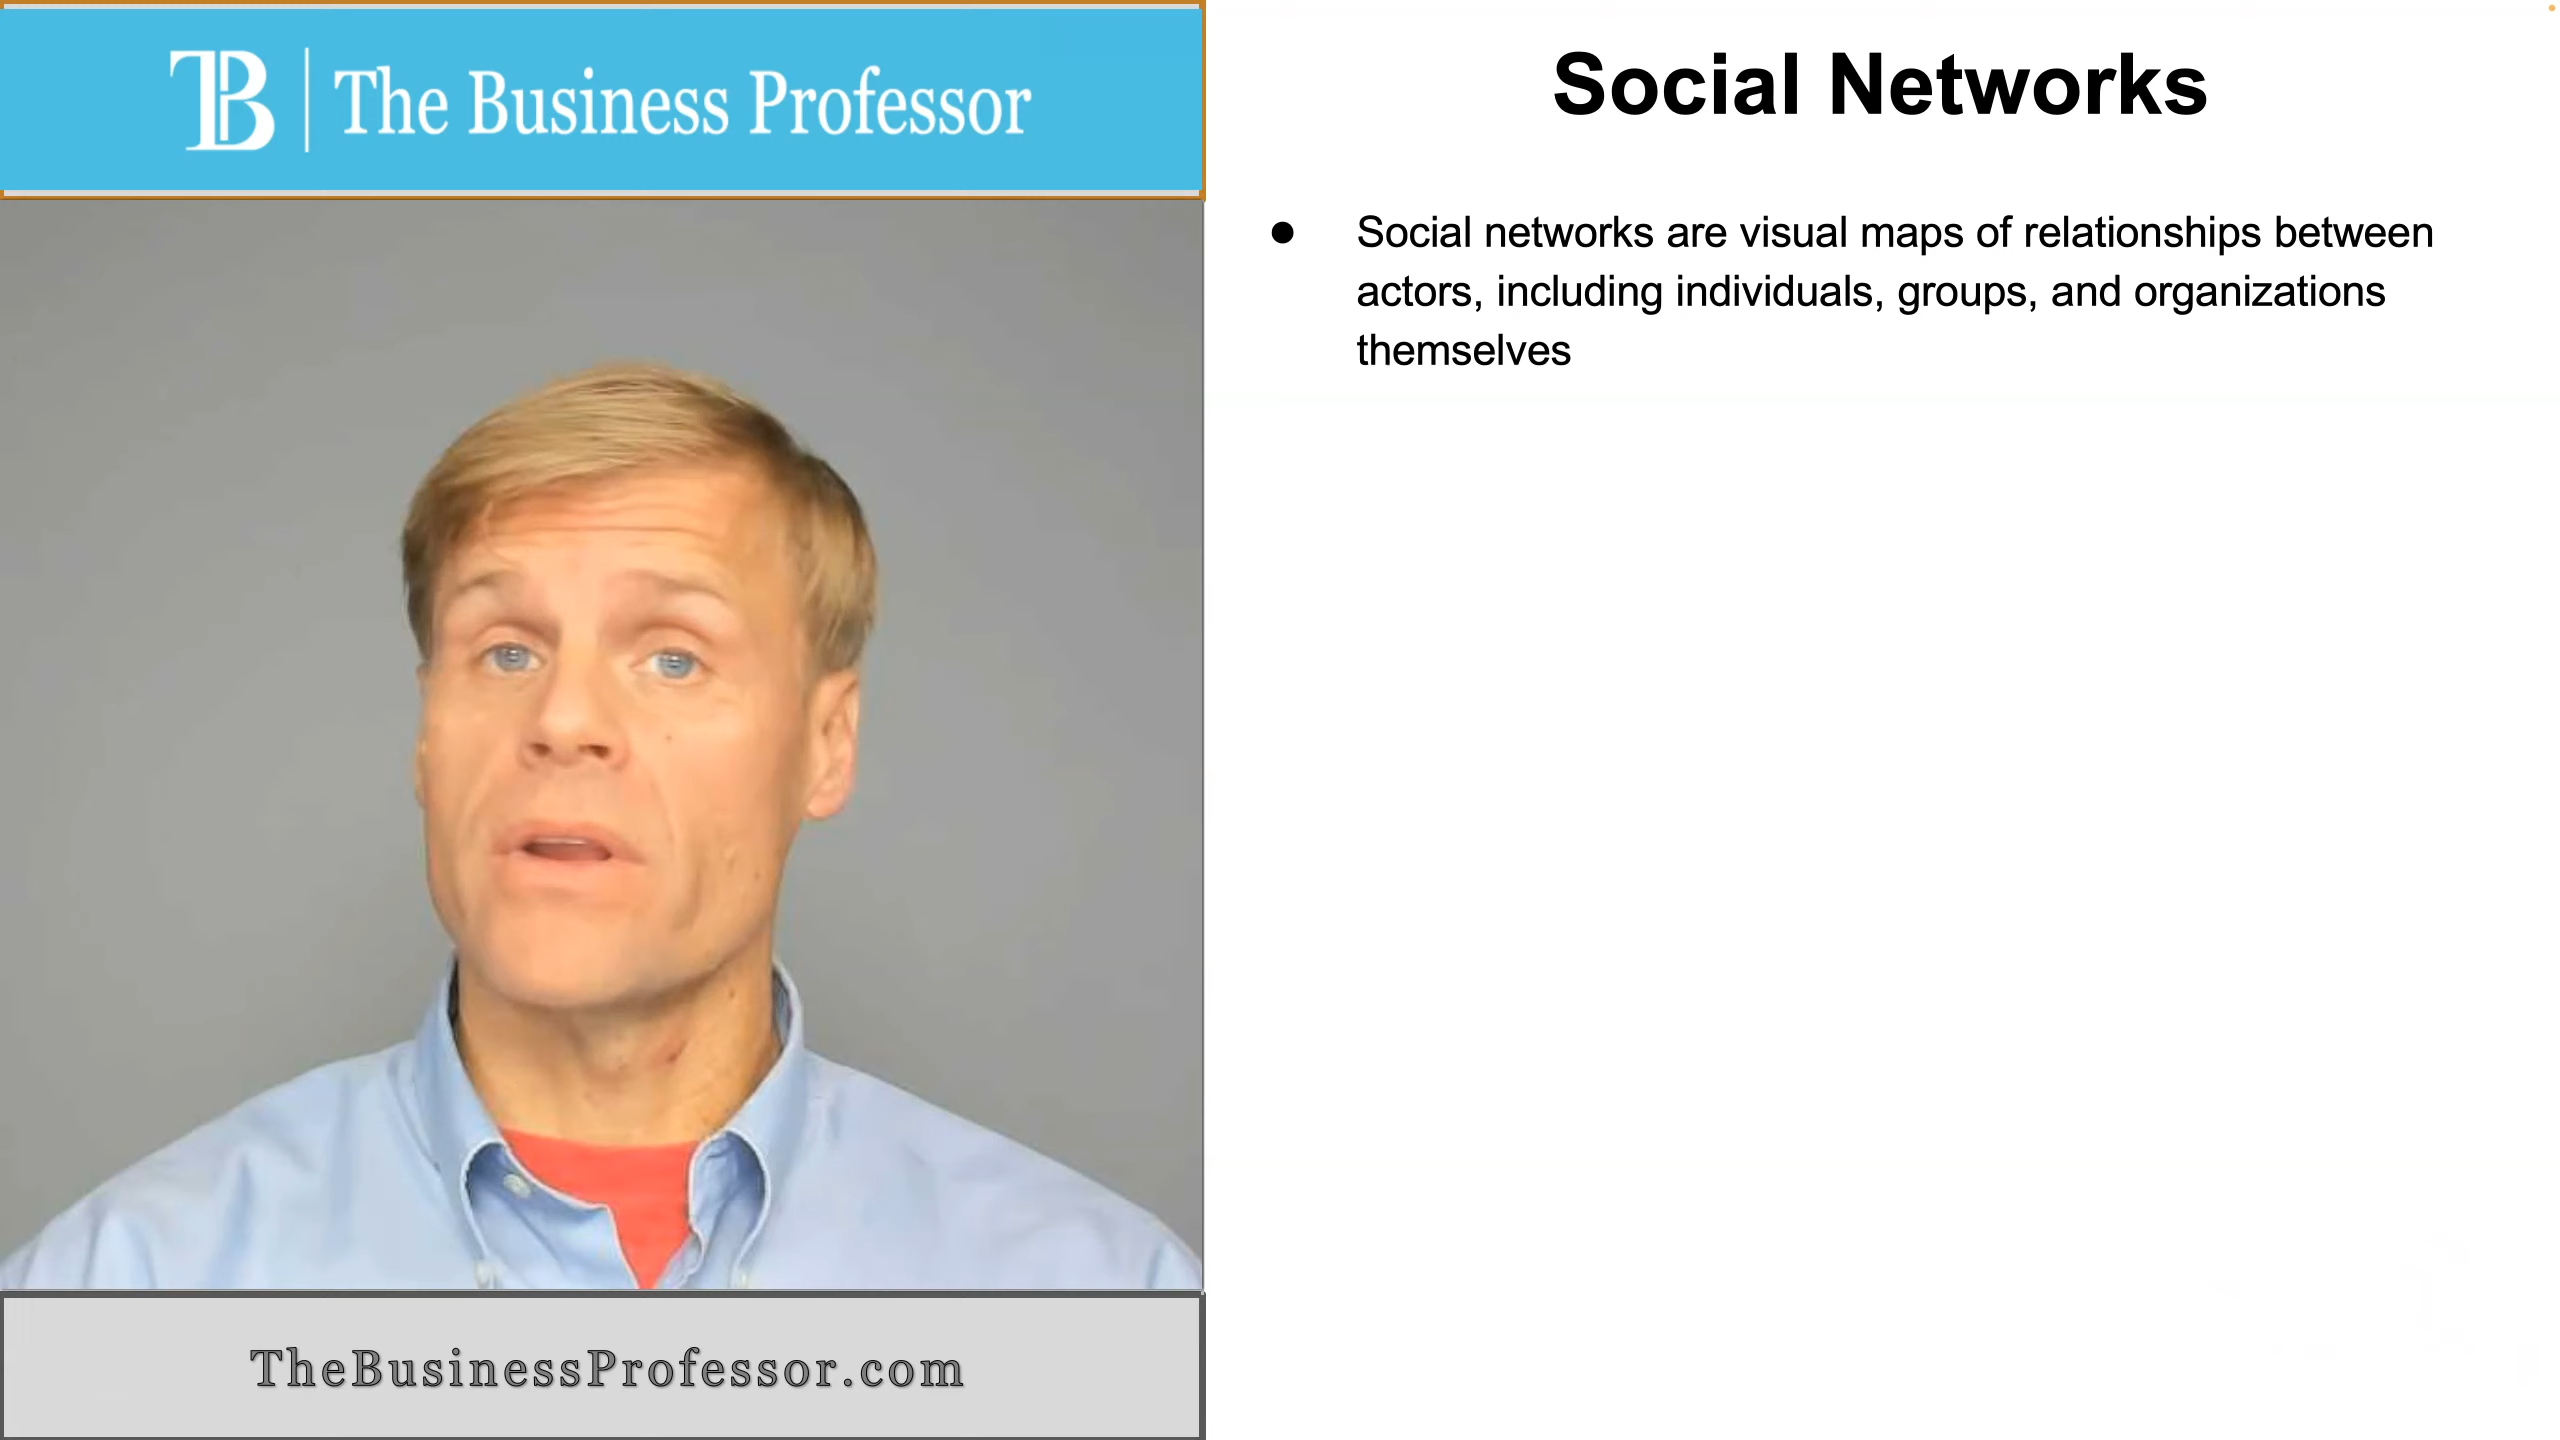 TB The Business Professor
Social Networks
● Social networks are visual maps of relationships between
actors, including individuals, groups, and organizations
themselves
TheBusinessProfessor.com